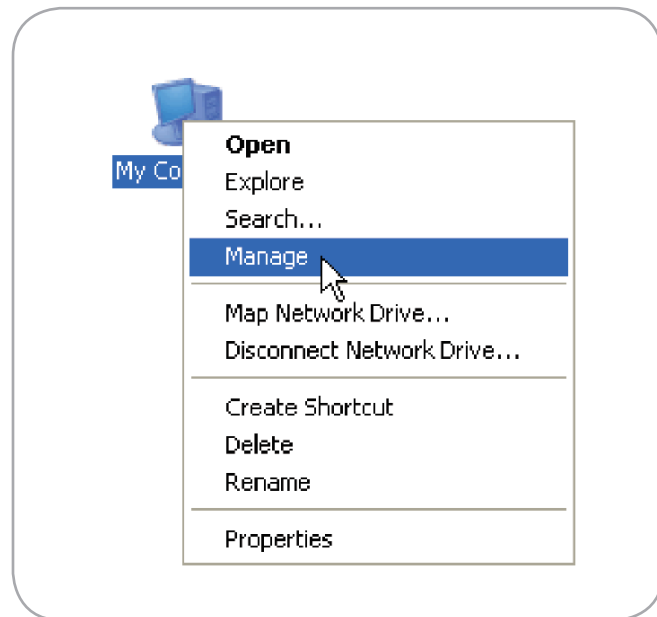 My Co
Open
Explore
Search...
Manage
Map Network Drive...
Disconnect Network Drive...
Create Shortcut
Delete
Rename
Properties